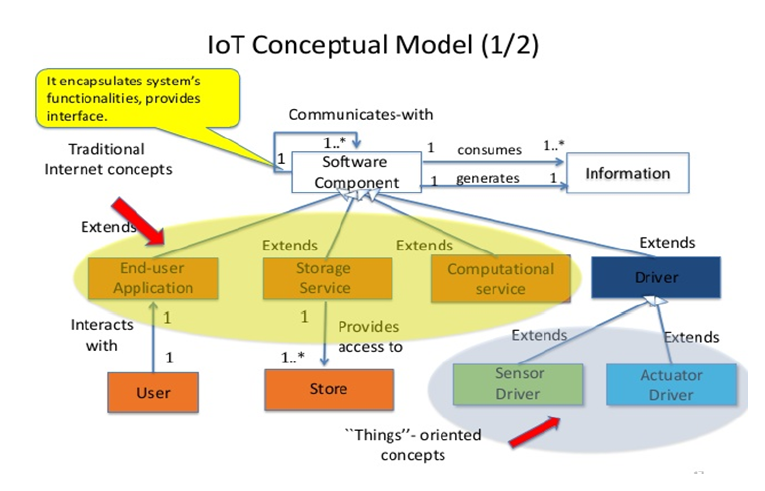 IoT Conceptual Model (1/2)
It encapsulates system's
functionalities, provides
interface.
Communicates-with
Traditional
Internet concepts
1
1..*
Software
Component
1
consumes
1..*
1
generates
1
Information
Extends
Extends
Extends
Extends
End-user
Application
Storage
Service
Computational
service
Driver
Interacts
with
1
1
1
Provides
access to
1..*
Extends
Extends
User
Store
Sensor
Driver
Actuator
Driver
``Things''- oriented
concepts